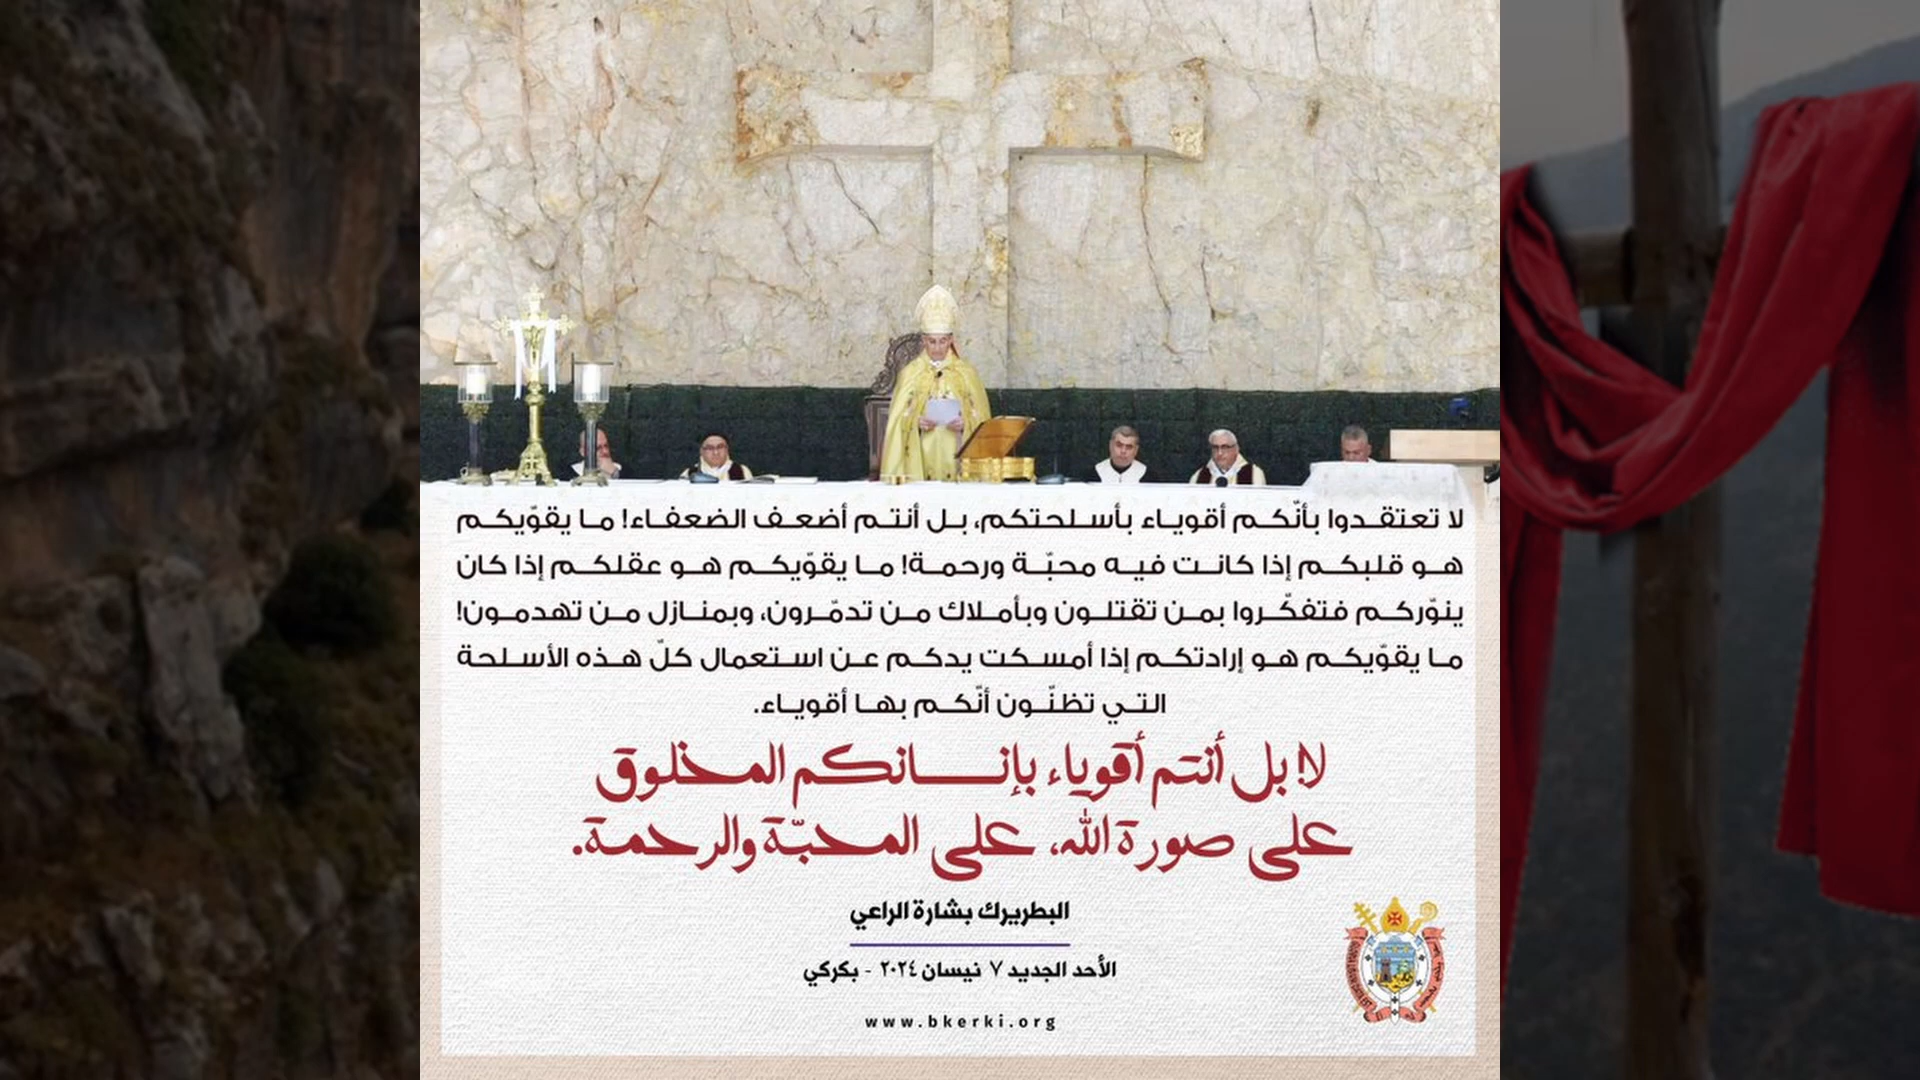 لا تعتقدوا بأنّكم أقوياء بأسلحتكم، بل أنتم أضعف الضعفاء! ما يقوّيكم
هو قلبكم إذا كانت فيه محبّة ورحمة! ما يقوّيكم هو عقلكم إذا كان
ينوّركم فتفكّروا بمن تقتلون وبأملاك من تدمّرون، وبمنازل من تهدمون!
ما يقوّيكم هو إرادتكم إذا أمسكت يدكم عن استعمال كلّ هذه الأسلحة
التي تظنّون أنّكم بها أقوياء.
لا! بل أنتم أقوياء بإنسانكم المخلوق
على صورة الله، على المحبّة والرحمة.
البطريرك بشارة الراعي
الأحد الجديد ٧ نيسان ٢٠٢٤ - بكركي
www.bkerki.org